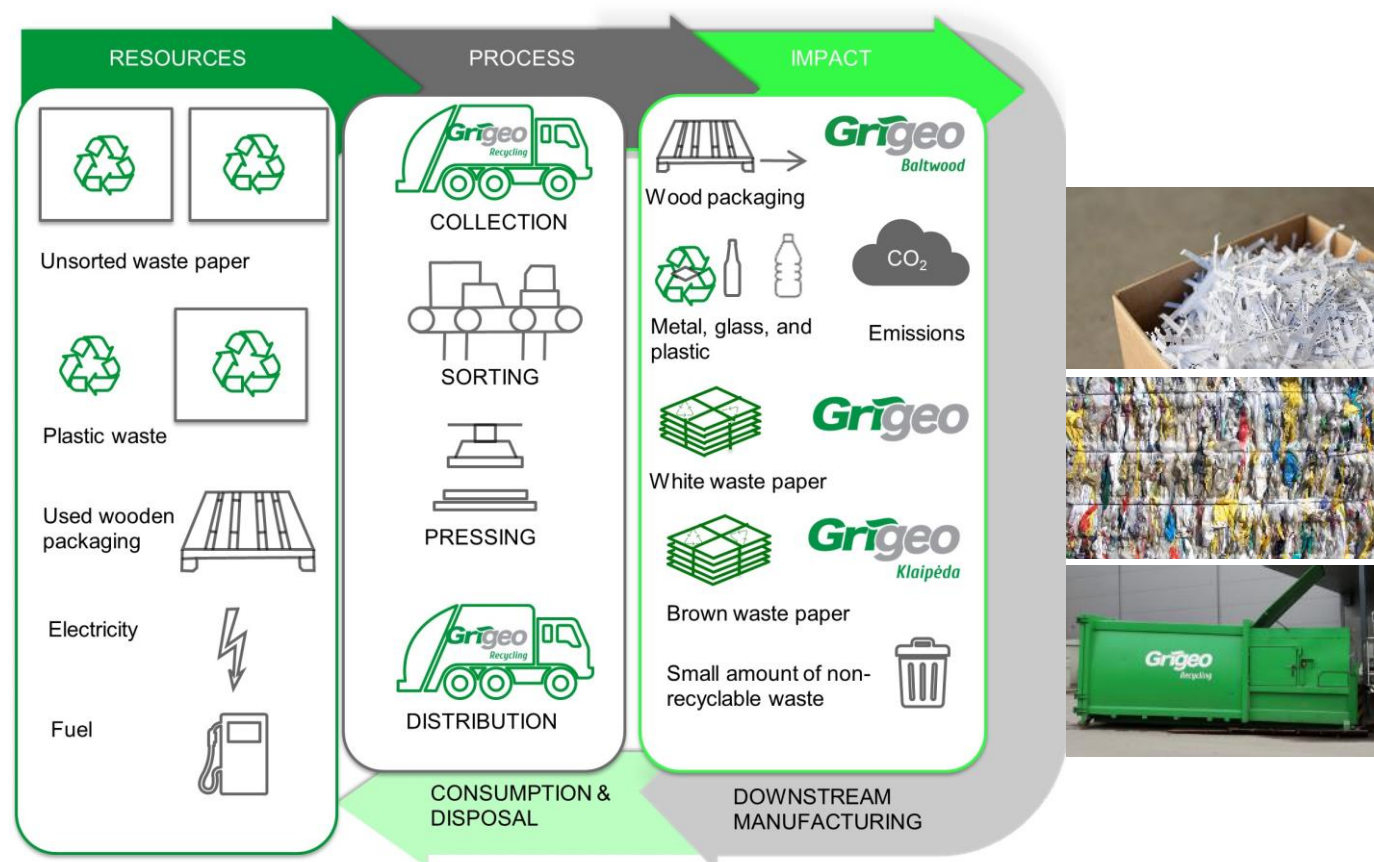 RESOURCES
PROCESS
IMPACT
Unsorted waste paper
Plastic waste
Used wooden
packaging
Electricity
Fuel
Grigeo
Recycling
COLLECTION
SORTING
PRESSING
Grigeo
Recycling
DISTRIBUTION
Grigeo
Baltwood
Wood packaging
CO₂
Metal, glass, and
plastic
Emissions
Grigeo
White waste paper
Grigeo
Klaipėda
Brown waste paper
Small amount of non-
recyclable waste
CONSUMPTION &
DISPOSAL
DOWNSTREAM
MANUFACTURING
Grigeo
Recycling